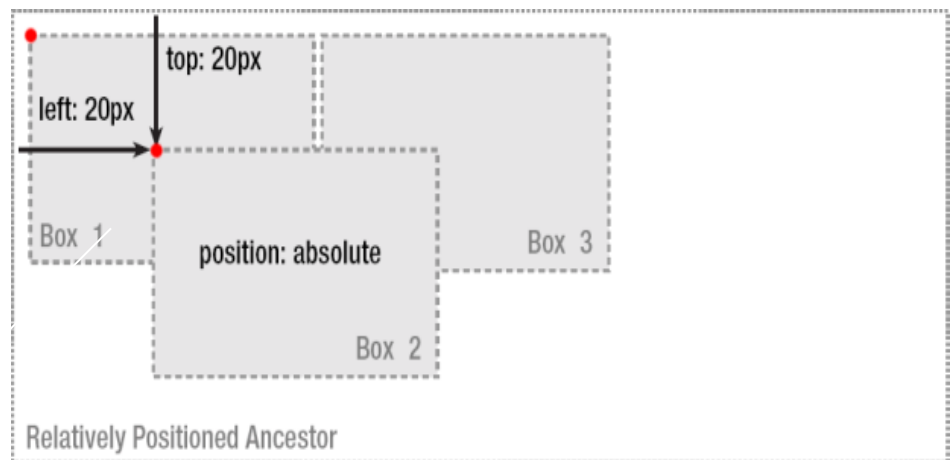 top: 20px
left: 20px
Box 1
position: absolute
Box 3
Box 2
Relatively Positioned Ancestor